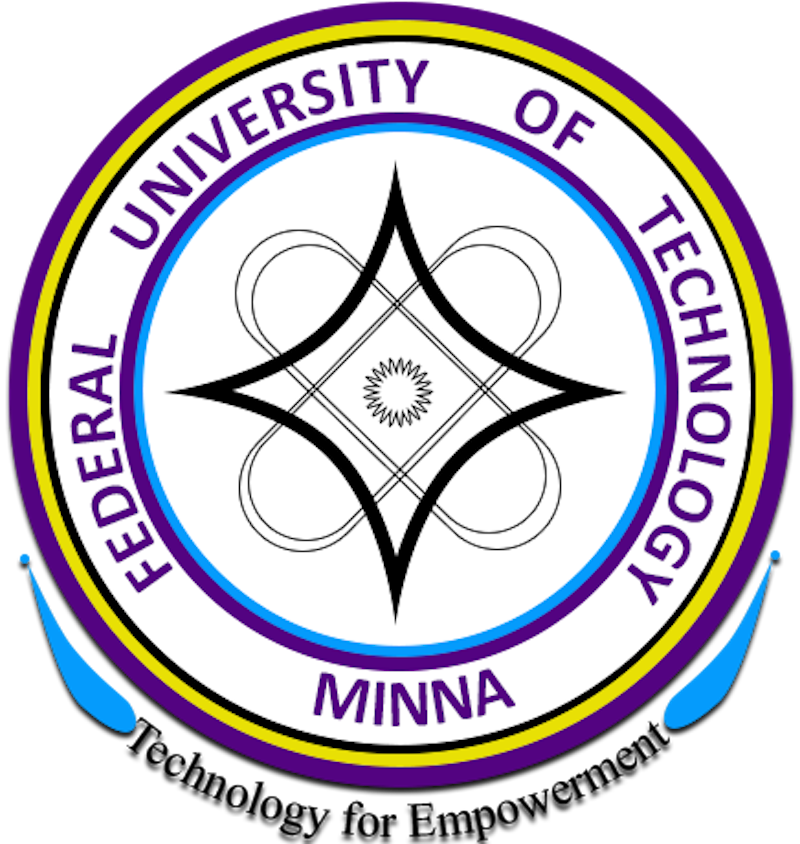 FEDERAL UNIVERSITY OF TECHNOLOGY
MINNA
Technology for Empowerment